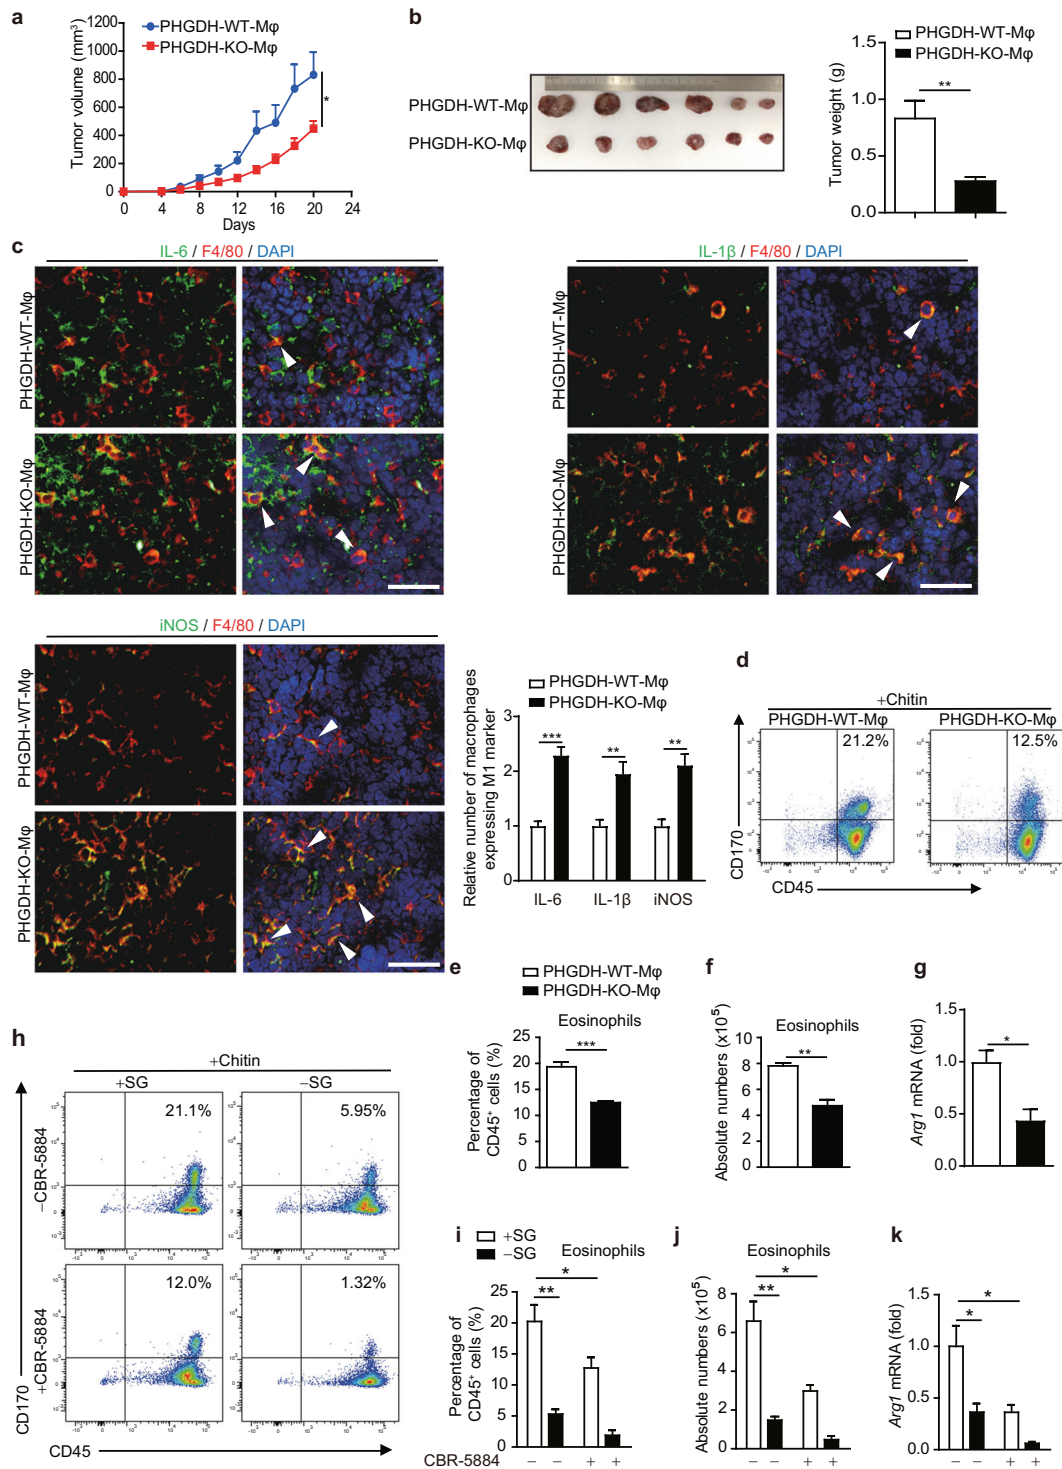 a
PHGDH-WT-Mφ
PHGDH-KO-Mφ
Tumor volume (mm³)
1200
1000
800
600
400
200
0
0 4 8 12 16 20 24
Days
*
b
PHGDH-WT-Mφ
PHGDH-KO-Mφ
PHGDH-WT-Mφ
PHGDH-KO-Mφ
Tumor weight (g)
1.5
1.0
0.5
0.0
**
c
IL-6 / F4/80 / DAPI
PHGDH-WT-Mφ
PHGDH-KO-Mφ
IL-1β / F4/80 / DAPI
PHGDH-WT-Mφ
PHGDH-KO-Mφ
iNOS / F4/80 / DAPI
PHGDH-WT-Mφ
PHGDH-KO-Mφ
PHGDH-WT-Mφ
PHGDH-KO-Mφ
Relative number of macrophages
expressing M1 marker
3
2
1
0
*** ** **
IL-6 IL-1β iNOS
d
+Chitin
PHGDH-WT-Mφ PHGDH-KO-Mφ
21.2% 12.5%
CD170
CD45
e
PHGDH-WT-Mφ
PHGDH-KO-Mφ
Eosinophils
Percentage of
CD45⁺ cells (%)
25
20
15
10
5
0
***
f
Eosinophils
Absolute numbers (x10⁵)
10
8
6
4
2
0
**
g
Arg1 mRNA (fold)
1.5
1.0
0.5
0.0
*
h
+Chitin
+SG −SG
−CBR-5884
21.1% 5.95%
+CBR-5884
12.0% 1.32%
CD170
CD45
i
+SG
−SG
Eosinophils
Percentage of
CD45⁺ cells (%)
25
20
15
10
5
0
*
**
CBR-5884 − − + +
j
Eosinophils
Absolute numbers (x10⁵)
8
6
4
2
0
*
**
− − + +
k
Arg1 mRNA (fold)
1.5
1.0
0.5
0.0
*
*
− − + +